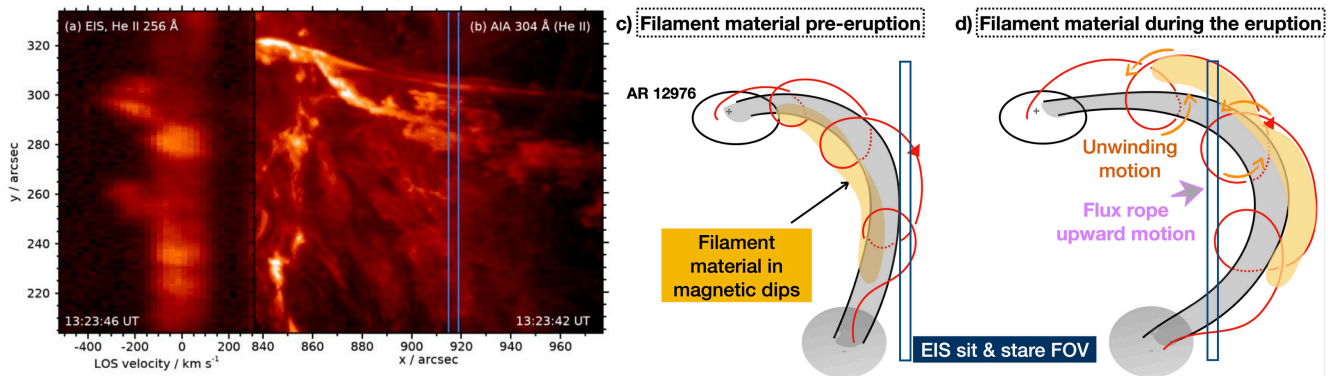 (a) EIS, He II 256 Å
(b) AIA 304 Å (He II)
y / arcsec
320
300
280
260
240
220
13:23:46 UT
13:23:42 UT
-400
-200
0
200
840
860
880
900
920
940
960
LOS velocity / km s⁻¹
x / arcsec
c) Filament material pre-eruption
AR 12976
+
Filament
material in
magnetic dips
-
EIS sit & stare FOV
d) Filament material during the eruption
+
Unwinding
motion
Flux rope
upward motion
-